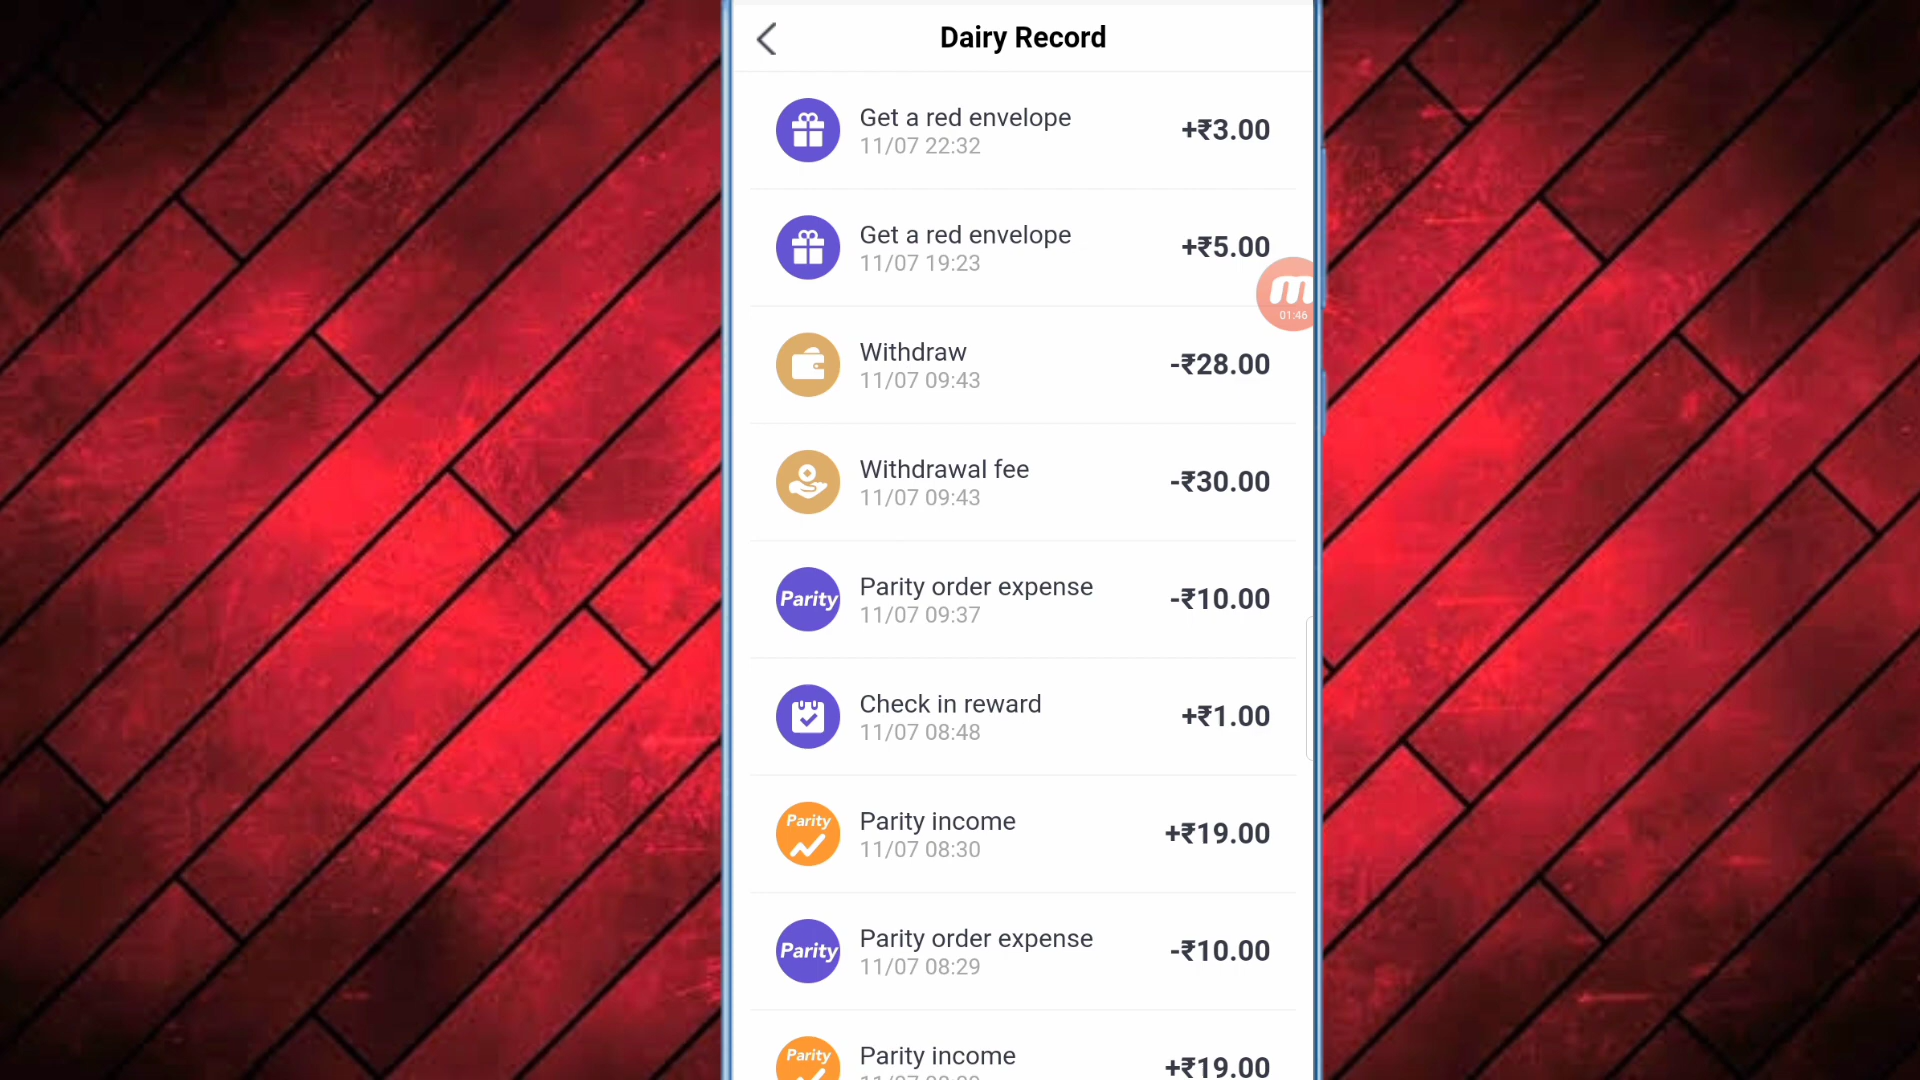 Dairy Record
Get a red envelope
11/07 22:32
+₹3.00
Get a red envelope
11/07 19:23
+₹5.00
m
01:46
Withdraw
11/07 09:43
-₹28.00
Withdrawal fee
11/07 09:43
-₹30.00
Parity
Parity order expense
11/07 09:37
-₹10.00
Check in reward
11/07 08:48
+₹1.00
Parity
Parity income
11/07 08:30
+₹19.00
Parity
Parity order expense
11/07 08:29
-₹10.00
Parity
Parity income
+₹19.00